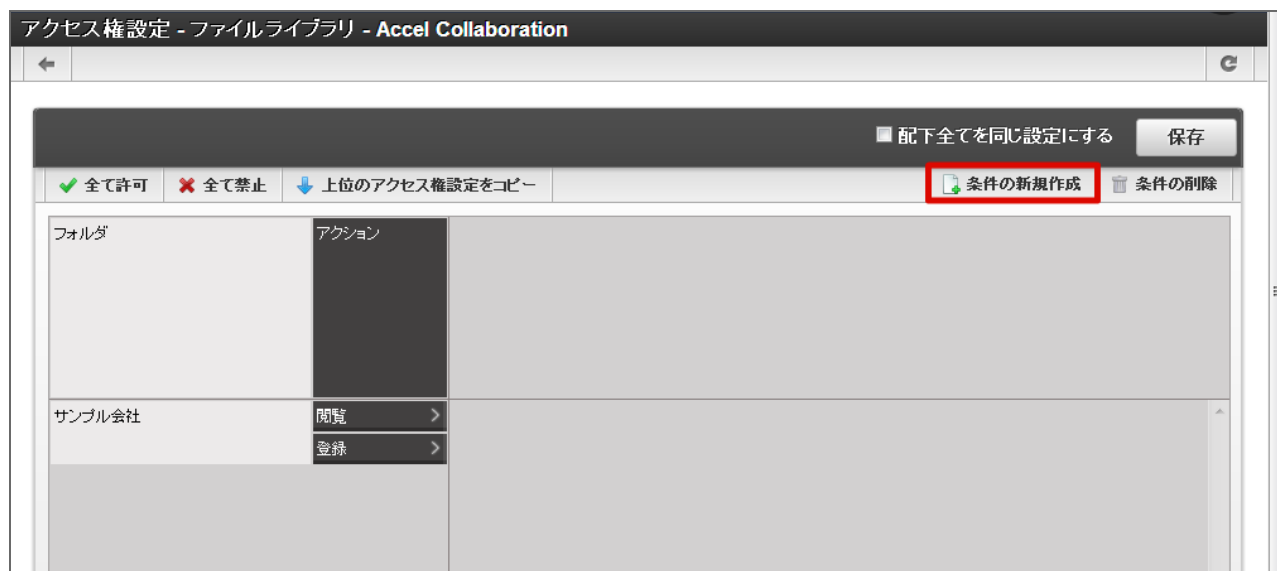 アクセス権設定 - ファイルライブラリ - Accel Collaboration
配下全てを同じ設定にする 保存
全て許可 全て禁止 上位のアクセス権設定をコピー 条件の新規作成 条件の削除
フォルダ アクション
サンプル会社 閲覧
登録